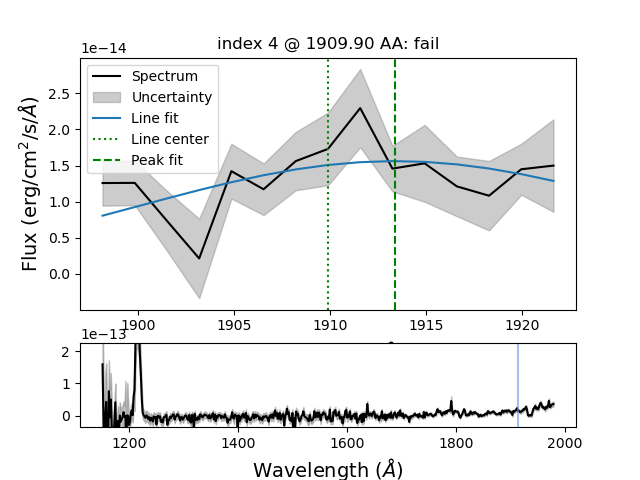 index 4 @ 1909.90 AA: fail
1e−14
Spectrum
Uncertainty
Line fit
Line center
Peak fit
Flux (erg/cm²/s/Å)
2.5
2.0
1.5
1.0
0.5
0.0
1900 1905 1910 1915 1920
1e−13
2
1
0
1200 1400 1600 1800 2000
Wavelength (Å)